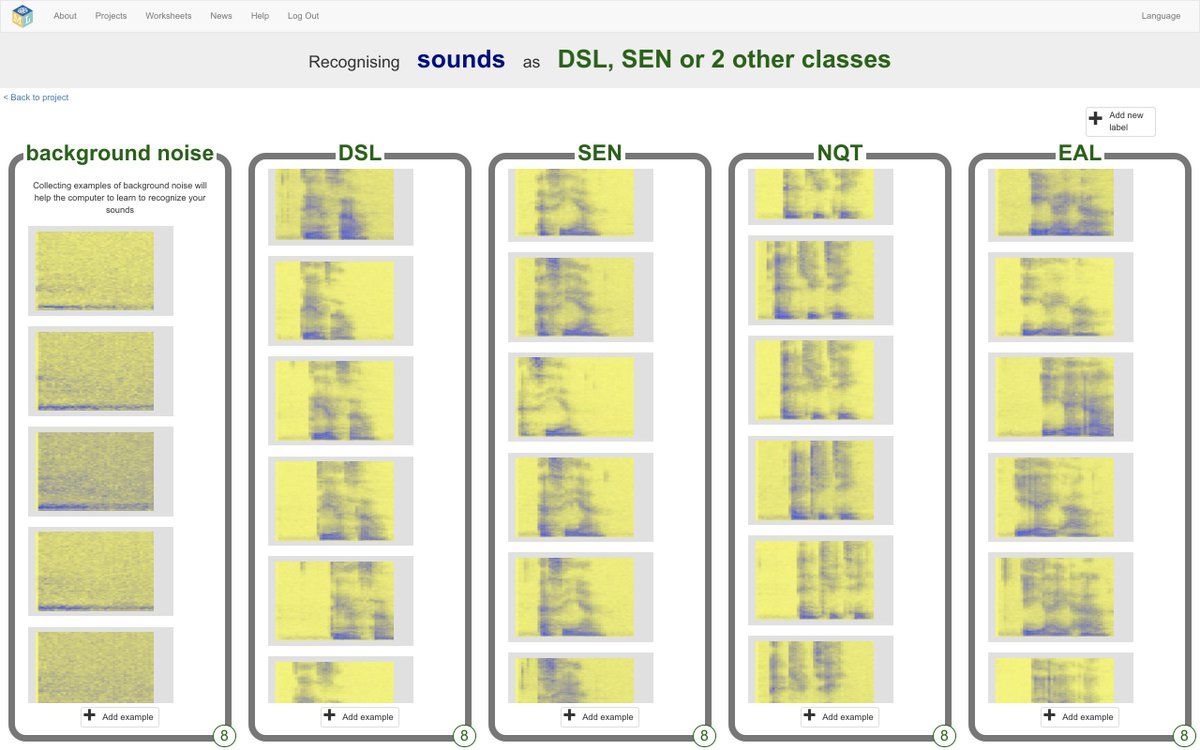 About Projects Worksheets News Help Log Out Language
Recognising sounds as DSL, SEN or 2 other classes
< Back to project
Add new
label
background noise
Collecting examples of background noise will
help the computer to learn to recognize your
sounds
Add example
8
DSL
Add example
8
SEN
Add example
8
NQT
Add example
8
EAL
Add example
8